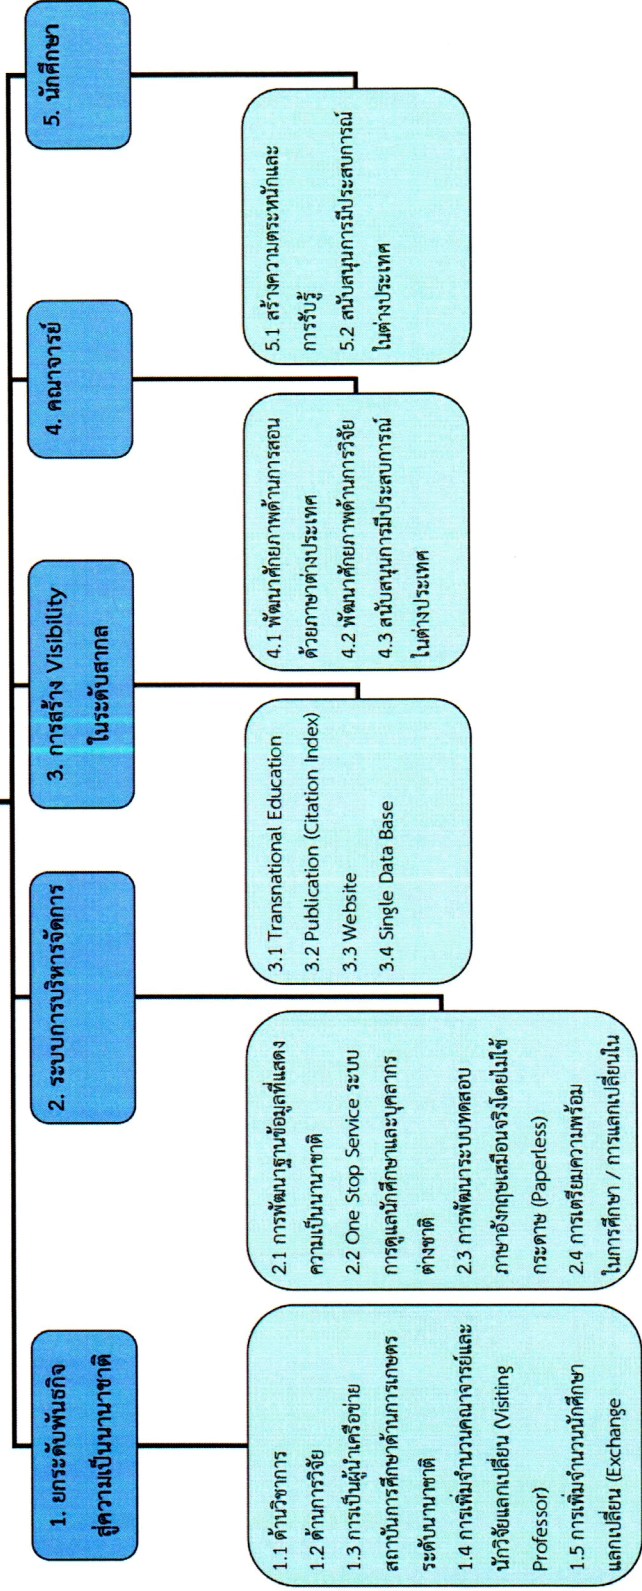 1. ยกระดับพันธกิจ
สู่ความเป็นนานาชาติ
1.1 ด้านวิชาการ
1.2 ด้านการวิจัย
1.3 การเป็นผู้นำเครือข่าย
สถาบันการศึกษาด้านการเกษตร
ระดับนานาชาติ
1.4 การเพิ่มจำนวนคณาจารย์และ
นักวิจัยแลกเปลี่ยน (Visiting
Professor)
1.5 การเพิ่มจำนวนนักศึกษา
แลกเปลี่ยน (Exchange
2. ระบบการบริหารจัดการ
2.1 การพัฒนาฐานข้อมูลที่แสดง
ความเป็นนานาชาติ
2.2 One Stop Service ระบบ
การดูแลนักศึกษาและบุคลากร
ต่างชาติ
2.3 การพัฒนาระบบทดสอบ
ภาษาอังกฤษเสมือนจริงโดยไม่ใช้
กระดาษ (Paperless)
2.4 การเตรียมความพร้อม
ในการศึกษา / การแลกเปลี่ยนใน
3. การสร้าง Visibility
ในระดับสากล
3.1 Transnational Education
3.2 Publication (Citation Index)
3.3 Website
3.4 Single Data Base
4. คณาจารย์
4.1 พัฒนาศักยภาพด้านการสอน
ด้วยภาษาต่างประเทศ
4.2 พัฒนาศักยภาพด้านการวิจัย
4.3 สนับสนุนการมีประสบการณ์
ในต่างประเทศ
5. นักศึกษา
5.1 สร้างความตระหนักและ
การรับรู้
5.2 สนับสนุนการมีประสบการณ์
ในต่างประเทศ